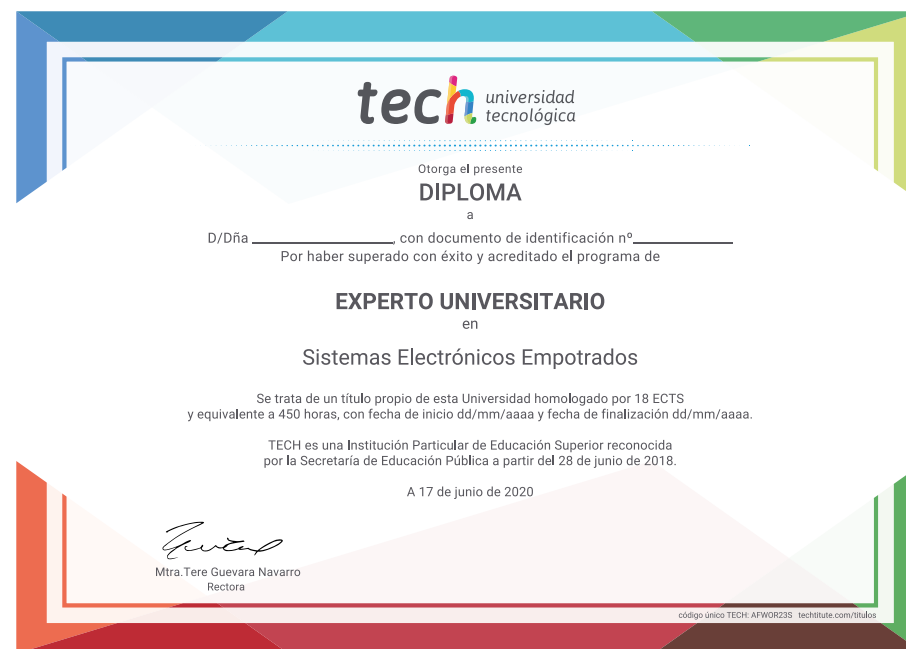 tech universidad
tecnológica
Otorga el presente
DIPLOMA
a
D/Dña ____________________, con documento de identificación nº______________
Por haber superado con éxito y acreditado el programa de
EXPERTO UNIVERSITARIO
en
Sistemas Electrónicos Empotrados
Se trata de un título propio de esta Universidad homologado por 18 ECTS
y equivalente a 450 horas, con fecha de inicio dd/mm/aaaa y fecha de finalización dd/mm/aaaa.
TECH es una Institución Particular de Educación Superior reconocida
por la Secretaría de Educación Pública a partir del 28 de junio de 2018.
A 17 de junio de 2020
Mtra.Tere Guevara Navarro
Rectora
código único TECH: AFWOR23S techtitute.com/titulos